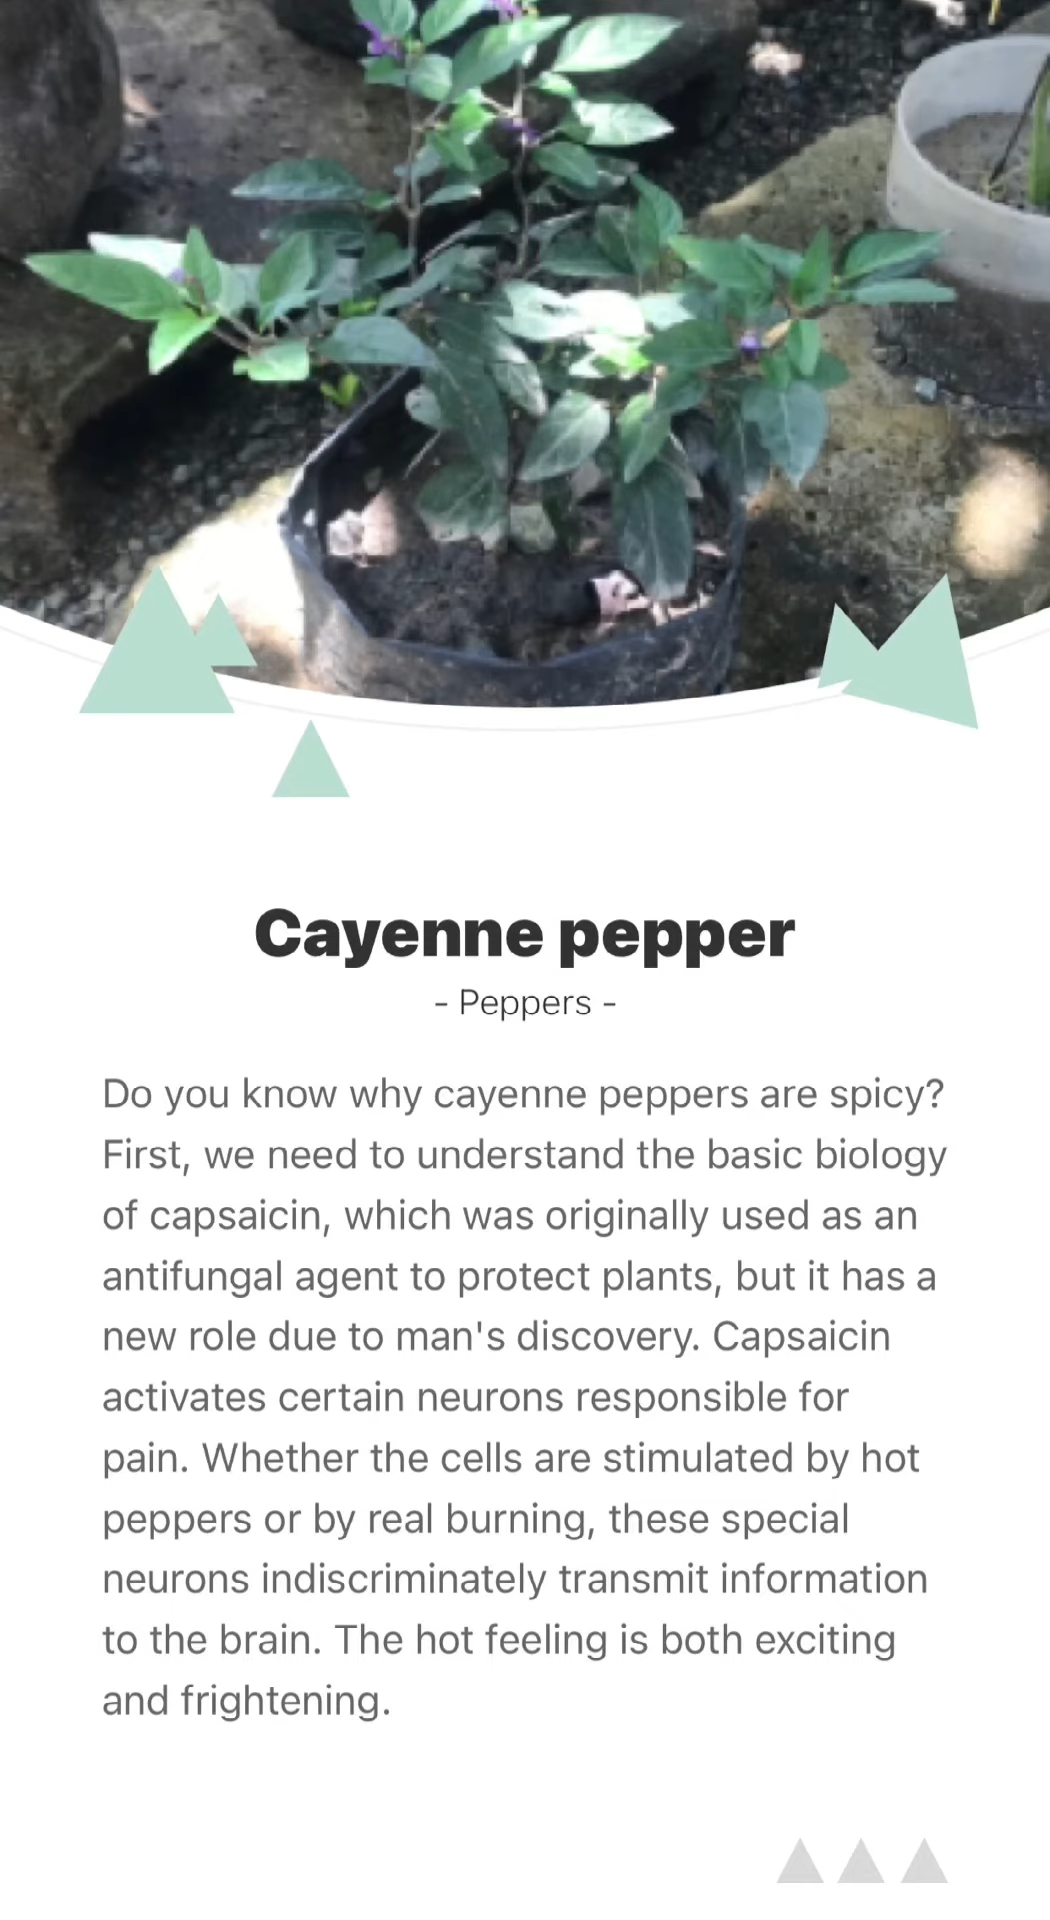 Cayenne pepper
- Peppers -
Do you know why cayenne peppers are spicy?
First, we need to understand the basic biology
of capsaicin, which was originally used as an
antifungal agent to protect plants, but it has a
new role due to man's discovery. Capsaicin
activates certain neurons responsible for
pain. Whether the cells are stimulated by hot
peppers or by real burning, these special
neurons indiscriminately transmit information
to the brain. The hot feeling is both exciting
and frightening.